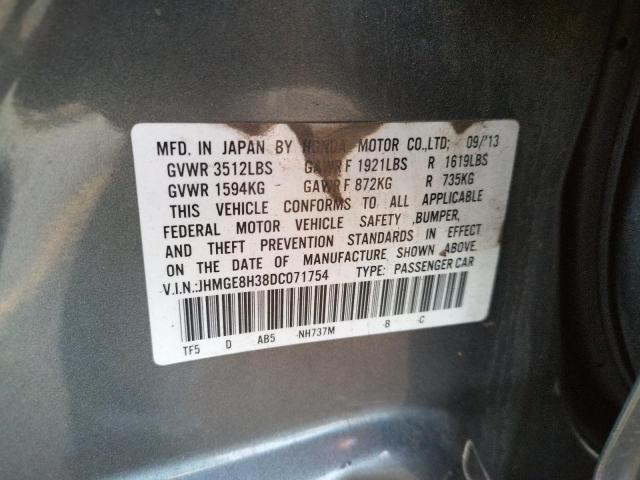 MFD. IN JAPAN BY HONDA MOTOR CO.,LTD; 09/'13
GVWR 3512LBS GAWR F 1921LBS R 1619LBS
GVWR 1594KG GAWR F 872KG R 735KG
THIS VEHICLE CONFORMS TO ALL APPLICABLE
FEDERAL MOTOR VEHICLE SAFETY ,BUMPER,
AND THEFT PREVENTION STANDARDS IN EFFECT
ON THE DATE OF MANUFACTURE SHOWN ABOVE.
V.I.N.:JHMGE8H38DC071754 TYPE: PASSENGER CAR
TF5 D AB5 -NH737M -B -C